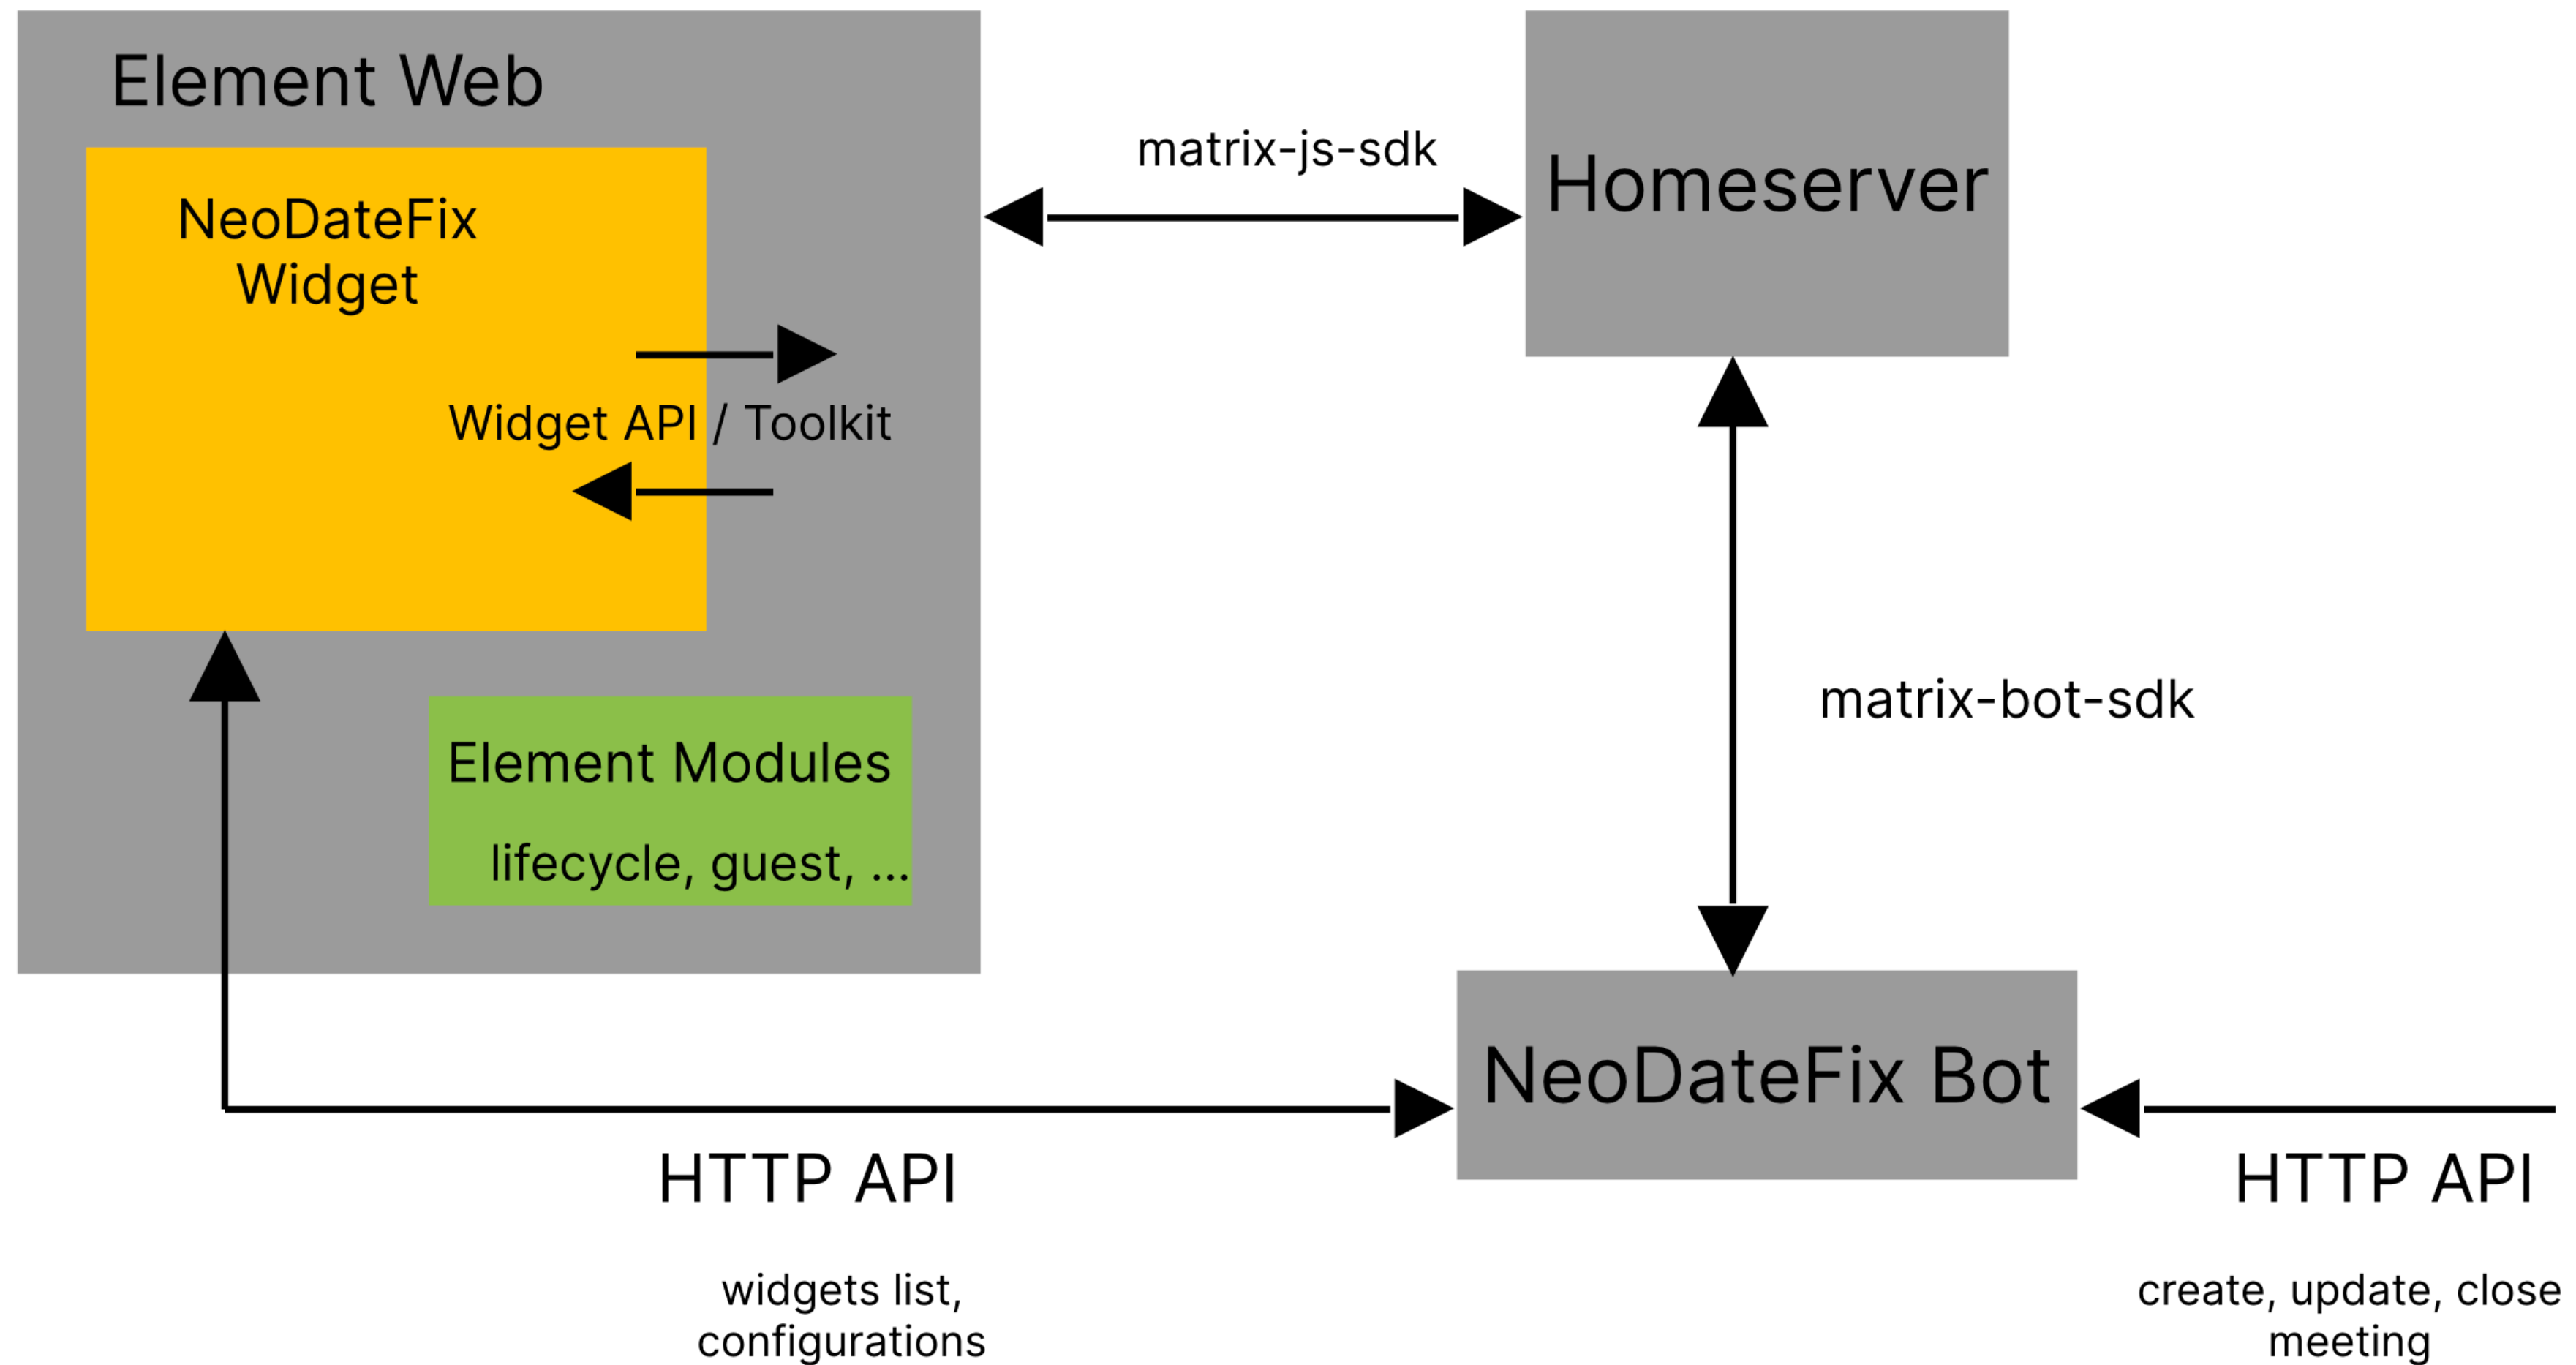 Element Web
NeoDateFix
Widget
Widget API / Toolkit
Element Modules
lifecycle, guest, ...
matrix-js-sdk
Homeserver
matrix-bot-sdk
NeoDateFix Bot
HTTP API
widgets list,
configurations
HTTP API
create, update, close
meeting